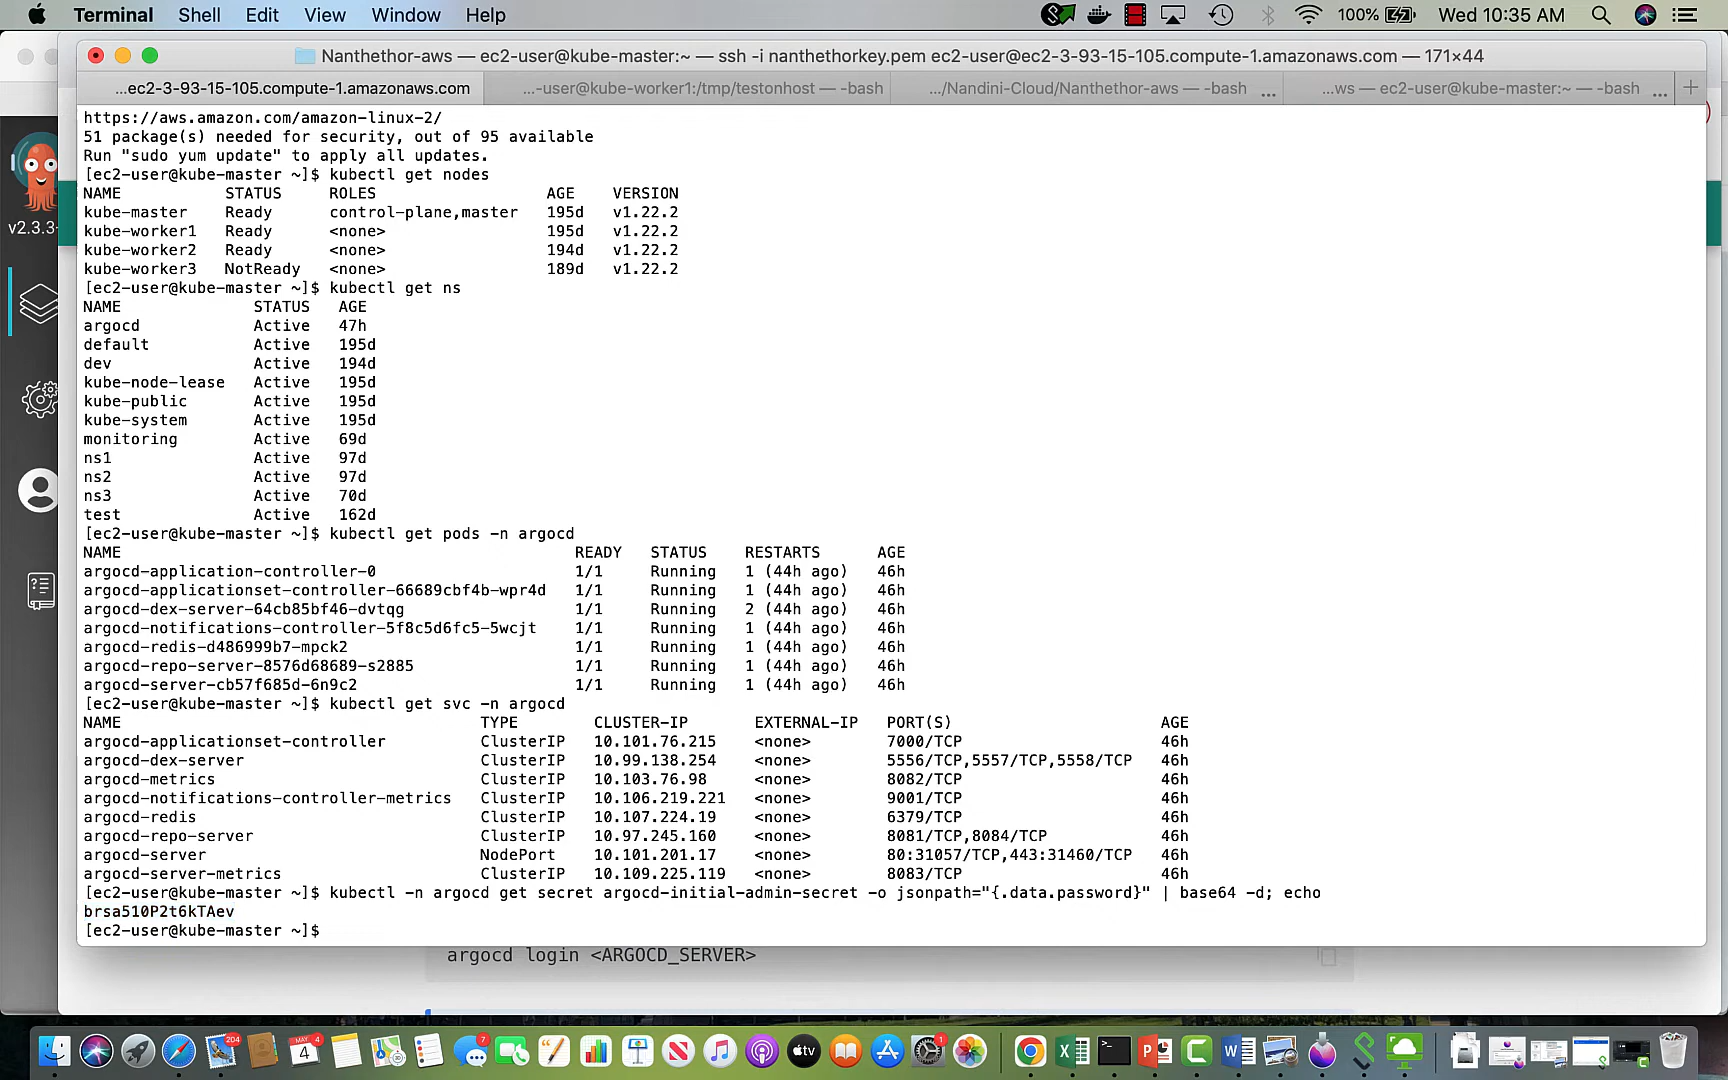 Terminal Shell Edit View Window Help 100% Wed 10:35 AM
Nanthethor-aws — ec2-user@kube-master:~ — ssh -i nanthethorkey.pem ec2-user@ec2-3-93-15-105.compute-1.amazonaws.com — 171×44
...ec2-3-93-15-105.compute-1.amazonaws.com ...-user@kube-worker1:/tmp/testonhost — -bash .../Nandini-Cloud/Nanthethor-aws — -bash ... ...ws — ec2-user@kube-master:~ — -bash ... +
https://aws.amazon.com/amazon-linux-2/
51 package(s) needed for security, out of 95 available
Run "sudo yum update" to apply all updates.
[ec2-user@kube-master ~]$ kubectl get nodes
NAME STATUS ROLES AGE VERSION
kube-master Ready control-plane,master 195d v1.22.2
kube-worker1 Ready <none> 195d v1.22.2
kube-worker2 Ready <none> 194d v1.22.2
kube-worker3 NotReady <none> 189d v1.22.2
[ec2-user@kube-master ~]$ kubectl get ns
NAME STATUS AGE
argocd Active 47h
default Active 195d
dev Active 194d
kube-node-lease Active 195d
kube-public Active 195d
kube-system Active 195d
monitoring Active 69d
ns1 Active 97d
ns2 Active 97d
ns3 Active 70d
test Active 162d
[ec2-user@kube-master ~]$ kubectl get pods -n argocd
NAME READY STATUS RESTARTS AGE
argocd-application-controller-0 1/1 Running 1 (44h ago) 46h
argocd-applicationset-controller-66689cbf4b-wpr4d 1/1 Running 1 (44h ago) 46h
argocd-dex-server-64cb85bf46-dvtqg 1/1 Running 2 (44h ago) 46h
argocd-notifications-controller-5f8c5d6fc5-5wcjt 1/1 Running 1 (44h ago) 46h
argocd-redis-d486999b7-mpck2 1/1 Running 1 (44h ago) 46h
argocd-repo-server-8576d68689-s2885 1/1 Running 1 (44h ago) 46h
argocd-server-cb57f685d-6n9c2 1/1 Running 1 (44h ago) 46h
[ec2-user@kube-master ~]$ kubectl get svc -n argocd
NAME TYPE CLUSTER-IP EXTERNAL-IP PORT(S) AGE
argocd-applicationset-controller ClusterIP 10.101.76.215 <none> 7000/TCP 46h
argocd-dex-server ClusterIP 10.99.138.254 <none> 5556/TCP,5557/TCP,5558/TCP 46h
argocd-metrics ClusterIP 10.103.76.98 <none> 8082/TCP 46h
argocd-notifications-controller-metrics ClusterIP 10.106.219.221 <none> 9001/TCP 46h
argocd-redis ClusterIP 10.107.224.19 <none> 6379/TCP 46h
argocd-repo-server ClusterIP 10.97.245.160 <none> 8081/TCP,8084/TCP 46h
argocd-server NodePort 10.101.201.17 <none> 80:31057/TCP,443:31460/TCP 46h
argocd-server-metrics ClusterIP 10.109.225.119 <none> 8083/TCP 46h
[ec2-user@kube-master ~]$ kubectl -n argocd get secret argocd-initial-admin-secret -o jsonpath="{.data.password}" | base64 -d; echo
brsa510P2t6kTAev
[ec2-user@kube-master ~]$
v2.3.3
argocd login <ARGOCD_SERVER>
204
MAY
4
4
7
tv
1